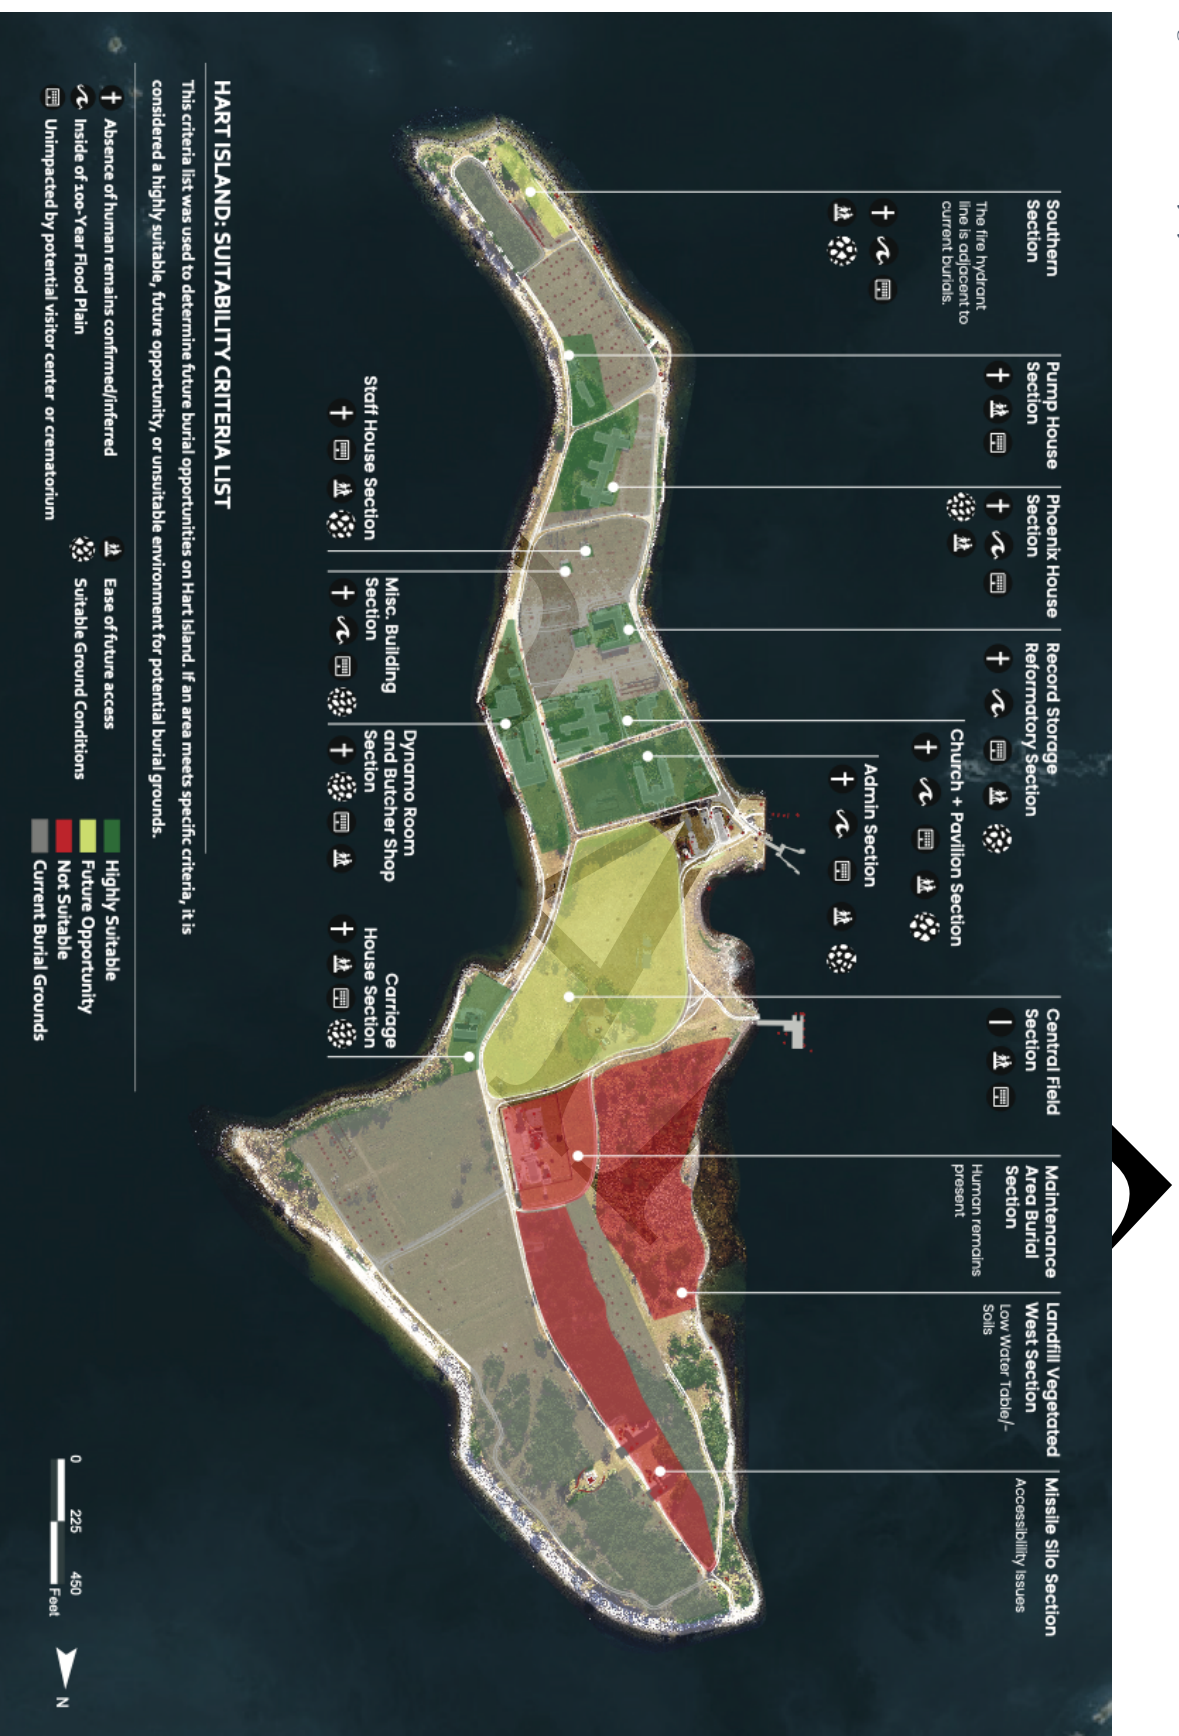 Southern
Section
The fire hydrant
line is adjacent to
current burials.
Pump House
Section
Phoenix House
Section
Record Storage
Reformatory Section
Church + Pavilion Section
Admin Section
Central Field
Section
Maintenance
Area Burial
Section
Human remains
present
Landfill Vegetated
West Section
Low Water Table/-
Soils
Missile Silo Section
Accessibility Issues
Staff House Section
Misc. Building
Section
Dynamo Room
and Butcher Shop
Section
Carriage
House Section
HART ISLAND: SUITABILITY CRITERIA LIST
This criteria list was used to determine future burial opportunities on Hart Island. If an area meets specific criteria, it is
considered a highly suitable, future opportunity, or unsuitable environment for potential burial grounds.
Absence of human remains confirmed/inferred
Inside of 100-Year Flood Plain
Unimpacted by potential visitor center or crematorium
Ease of future access
Suitable Ground Conditions
Highly Suitable
Future Opportunity
Not Suitable
Current Burial Grounds
0 225 450
Feet
N